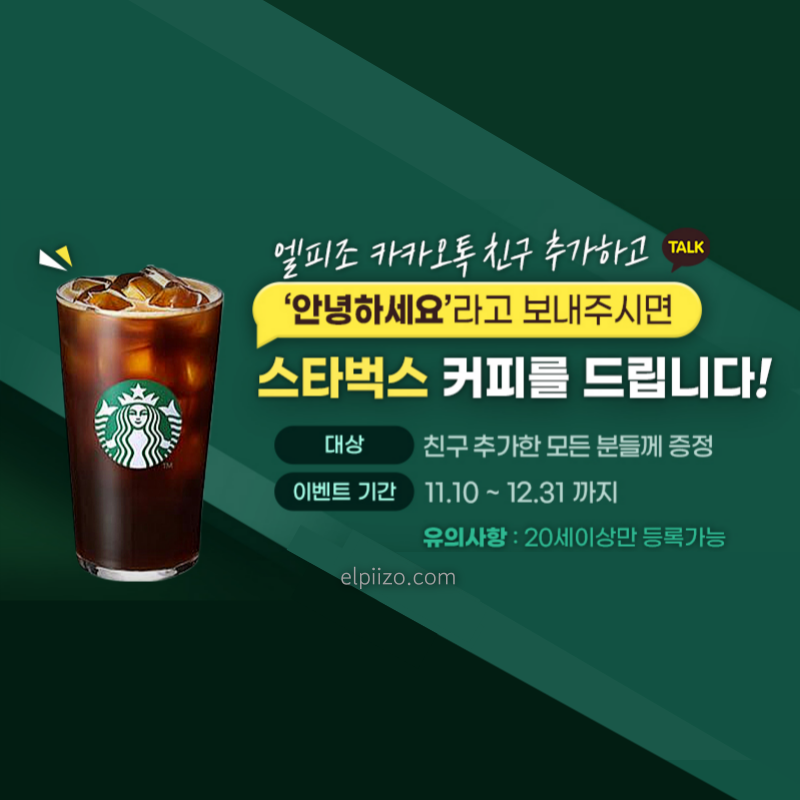 엘피조 카카오톡 친구 추가하고
TALK
‘안녕하세요’라고 보내주시면
스타벅스 커피를 드립니다!
대상 친구 추가한 모든 분들께 증정
이벤트 기간 11.10 ~ 12.31 까지
유의사항 : 20세이상만 등록가능
elpiizo.com
TM